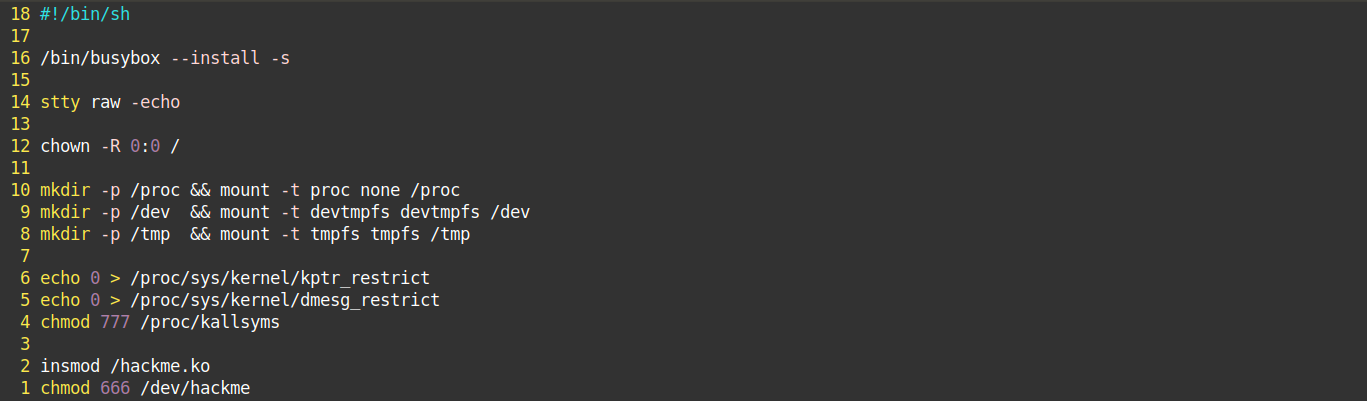 18 #!/bin/sh
17
16 /bin/busybox --install -s
15
14 stty raw -echo
13
12 chown -R 0:0 /
11
10 mkdir -p /proc && mount -t proc none /proc
 9 mkdir -p /dev  && mount -t devtmpfs devtmpfs /dev
 8 mkdir -p /tmp  && mount -t tmpfs tmpfs /tmp
 7
 6 echo 0 > /proc/sys/kernel/kptr_restrict
 5 echo 0 > /proc/sys/kernel/dmesg_restrict
 4 chmod 777 /proc/kallsyms
 3
 2 insmod /hackme.ko
 1 chmod 666 /dev/hackme